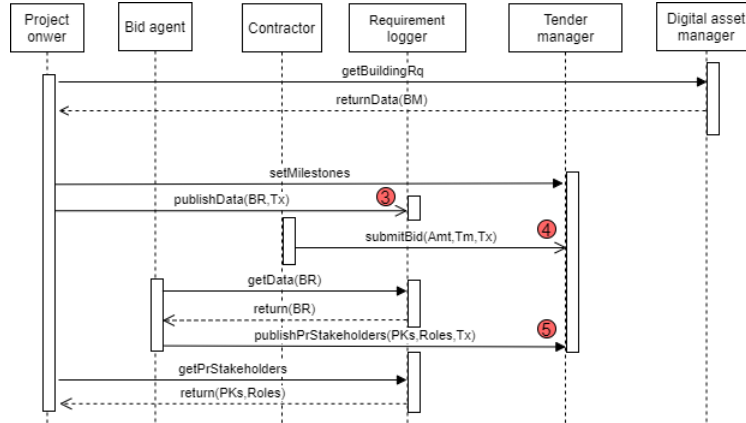 Project
onwer
Bid agent
Contractor
Requirement
logger
Tender
manager
Digital asset
manager
getBuildingRq
returnData(BM)
setMilestones
publishData(BR,Tx)
3
submitBid(Amt,Tm,Tx)
4
getData(BR)
return(BR)
publishPrStakeholders(PKs,Roles,Tx)
5
getPrStakeholders
return(PKs,Roles)